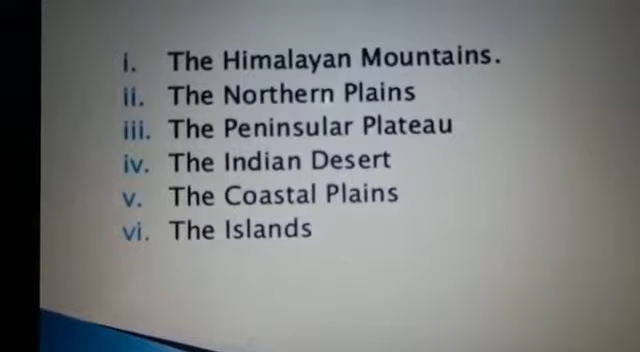 i. The Himalayan Mountains.
ii. The Northern Plains
iii. The Peninsular Plateau
iv. The Indian Desert
v. The Coastal Plains
vi. The Islands